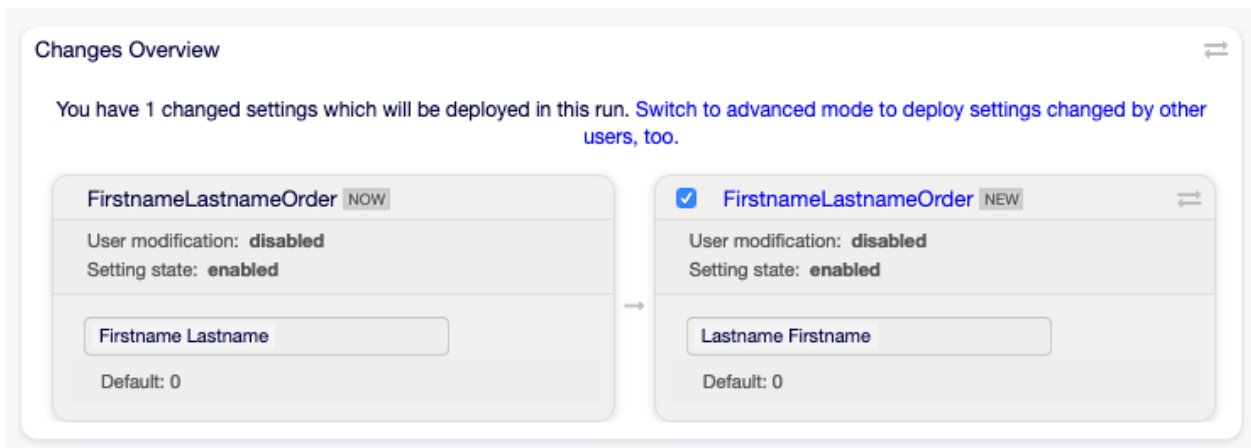 Changes Overview
You have 1 changed settings which will be deployed in this run. Switch to advanced mode to deploy settings changed by other
users, too.
FirstnameLastnameOrder NOW
User modification: disabled
Setting state: enabled
Firstname Lastname
Default: 0
FirstnameLastnameOrder NEW
User modification: disabled
Setting state: enabled
Lastname Firstname
Default: 0